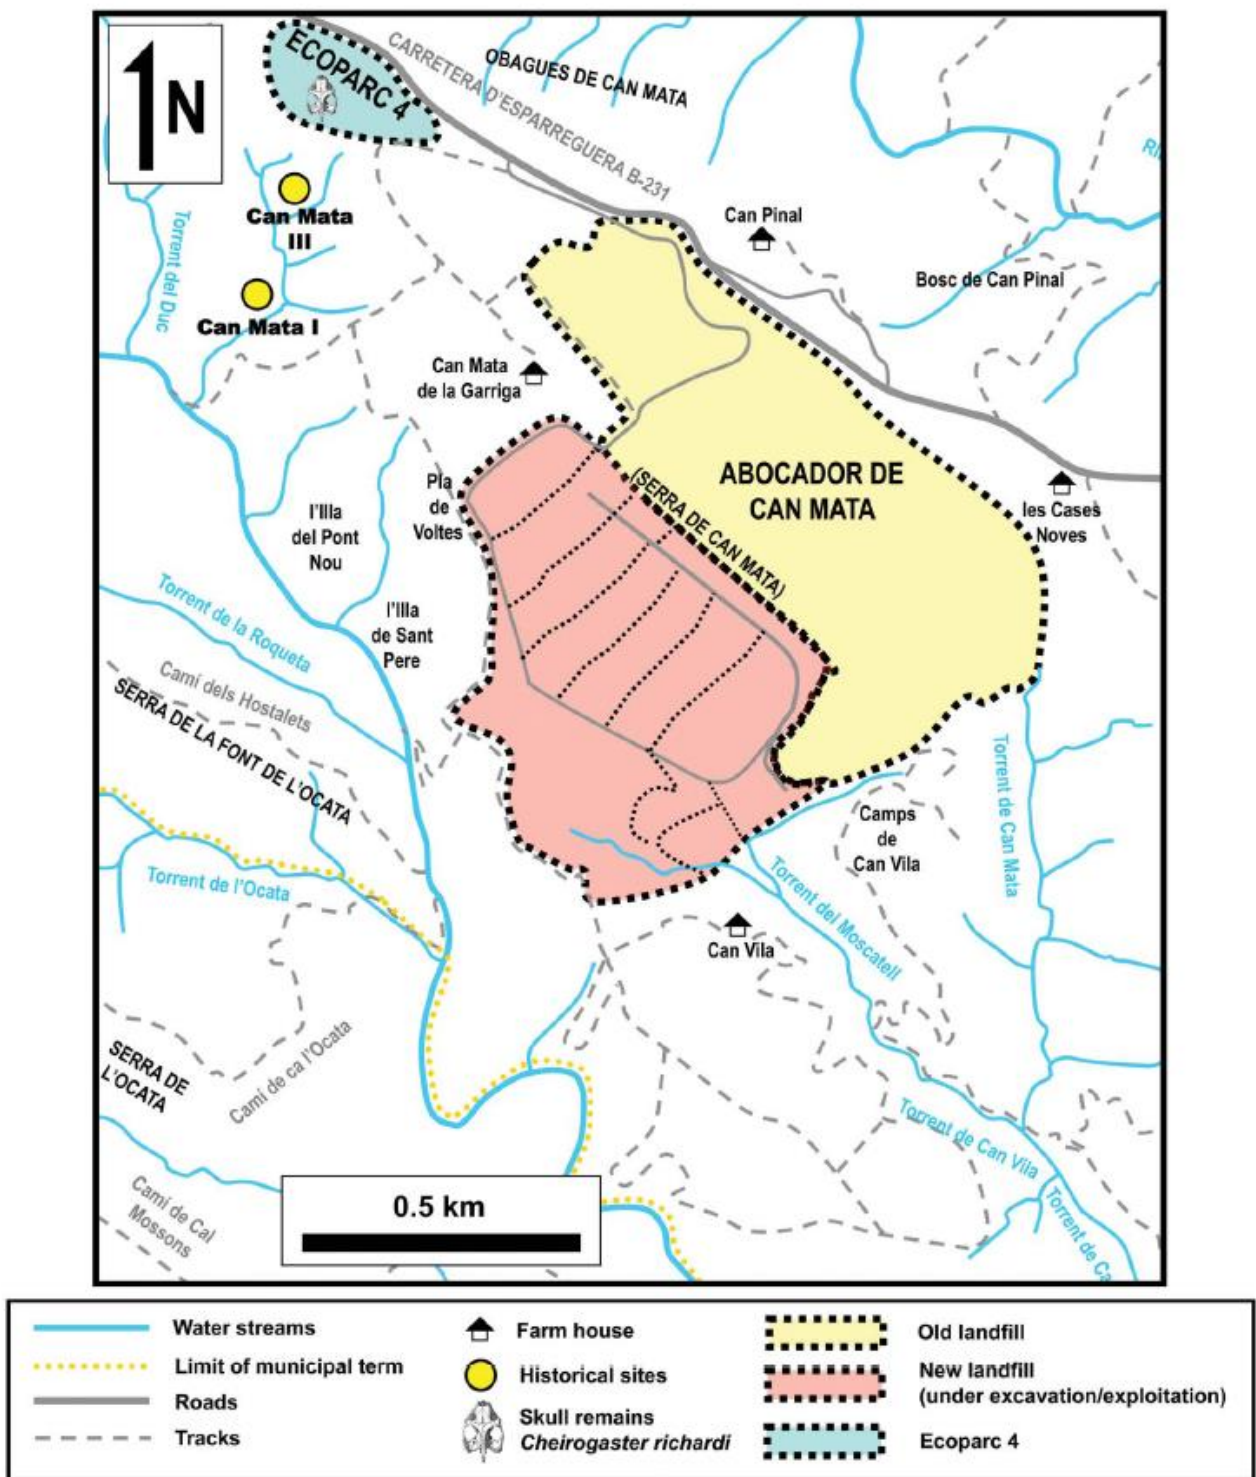 N
ECOPARC 4
CARRETERA D'ESPARREGUERA B-231
OBAGUES DE CAN MATA
Can Mata
III
Can Mata I
Torrent del Duc
Can Pinal
Bosc de Can Pinal
Can Mata
de la Garriga
ABOCADOR DE
CAN MATA
(SERRA DE CAN MATA)
les Cases
Noves
Pla
de
Voltes
l'Illa
del Pont
Nou
l'Illa
de Sant
Pere
Torrent de la Roqueta
Camí dels Hostalets
SERRA DE LA FONT DE L'OCATA
Torrent de l'Ocata
Torrent de Can Mata
Camps
de
Can Vila
Torrent del Moscatell
Can Vila
SERRA DE
L'OCATA
Camí de ca l'Ocata
Torrent de Can Vila
Torrent de Ca
Camí de Cal
Mossons
0.5 km
Water streams
Limit of municipal term
Roads
Tracks
Farm house
Historical sites
Skull remains
Cheirogaster richardi
Old landfill
New landfill
(under excavation/exploitation)
Ecoparc 4